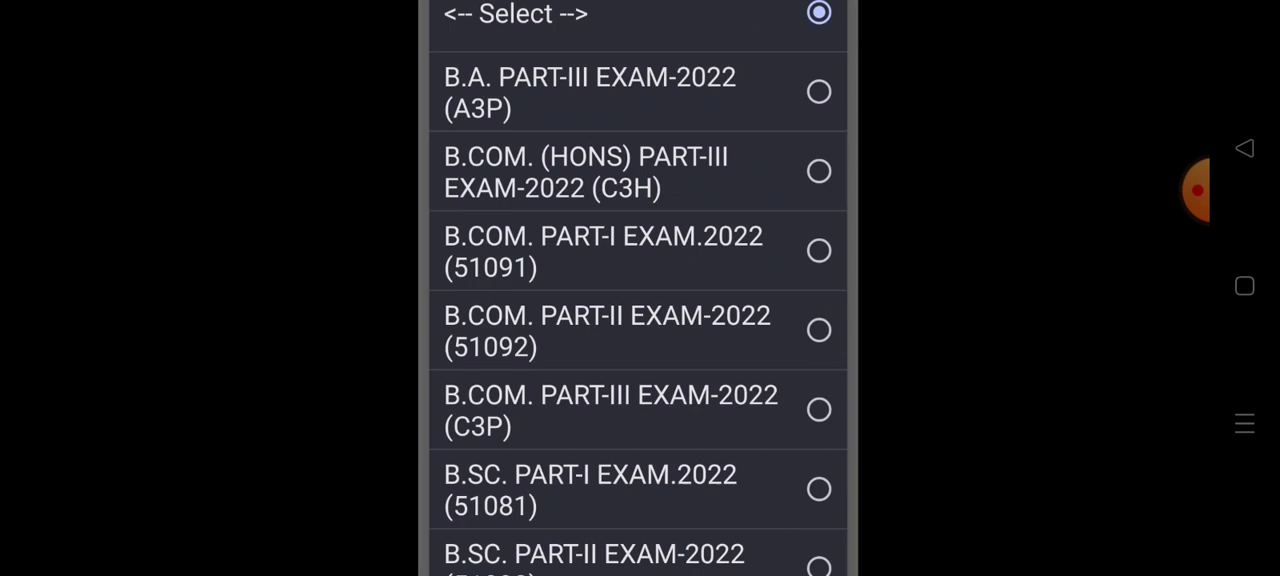 <-- Select -->
B.A. PART-III EXAM-2022
(A3P)
B.COM. (HONS) PART-III
EXAM-2022 (C3H)
B.COM. PART-I EXAM.2022
(51091)
B.COM. PART-II EXAM-2022
(51092)
B.COM. PART-III EXAM-2022
(C3P)
B.SC. PART-I EXAM.2022
(51081)
B.SC. PART-II EXAM-2022